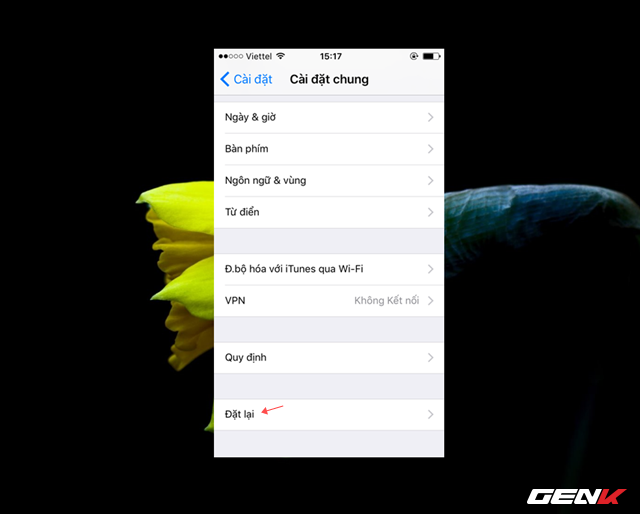 Viettel 15:17
Cài đặt Cài đặt chung
Ngày & giờ
Bàn phím
Ngôn ngữ & vùng
Từ điển
Đ.bộ hóa với iTunes qua Wi-Fi
VPN Không Kết nối
Quy định
Đặt lại
GENK